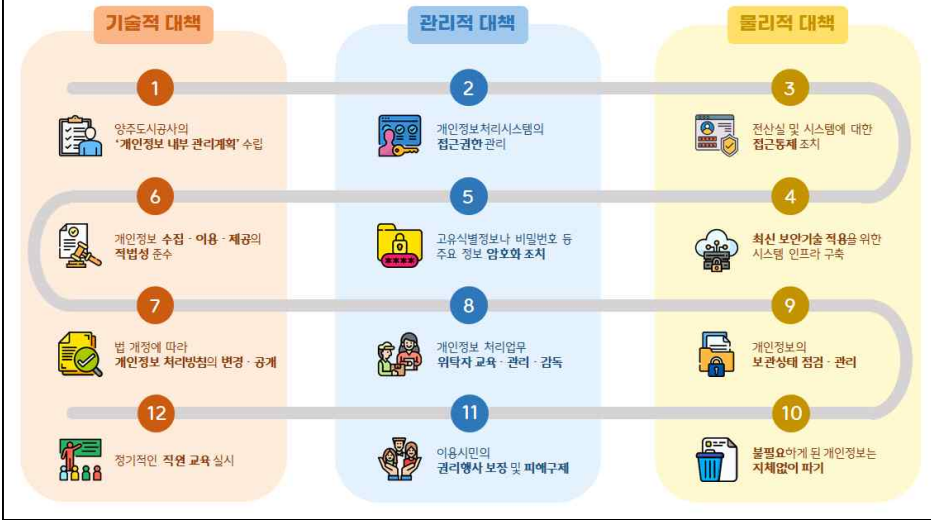 기술적 대책
관리적 대책
물리적 대책
1
양주도시공사의
'개인정보 내부 관리계획' 수립
2
개인정보처리시스템의
접근권한 관리
3
전산실 및 시스템에 대한
접근통제 조치
4
최신 보안기술 적용을 위한
시스템 인프라 구축
5
고유식별정보나 비밀번호 등
주요 정보 암호화 조치
6
개인정보 수집 · 이용 · 제공의
적법성 준수
7
법 개정에 따라
개인정보 처리방침의 변경 · 공개
8
개인정보 처리업무
위탁자 교육 · 관리 · 감독
9
개인정보의
보관상태 점검 · 관리
10
불필요하게 된 개인정보는
지체없이 파기
11
이용시민의
권리행사 보장 및 피해구제
12
정기적인 직원 교육 실시